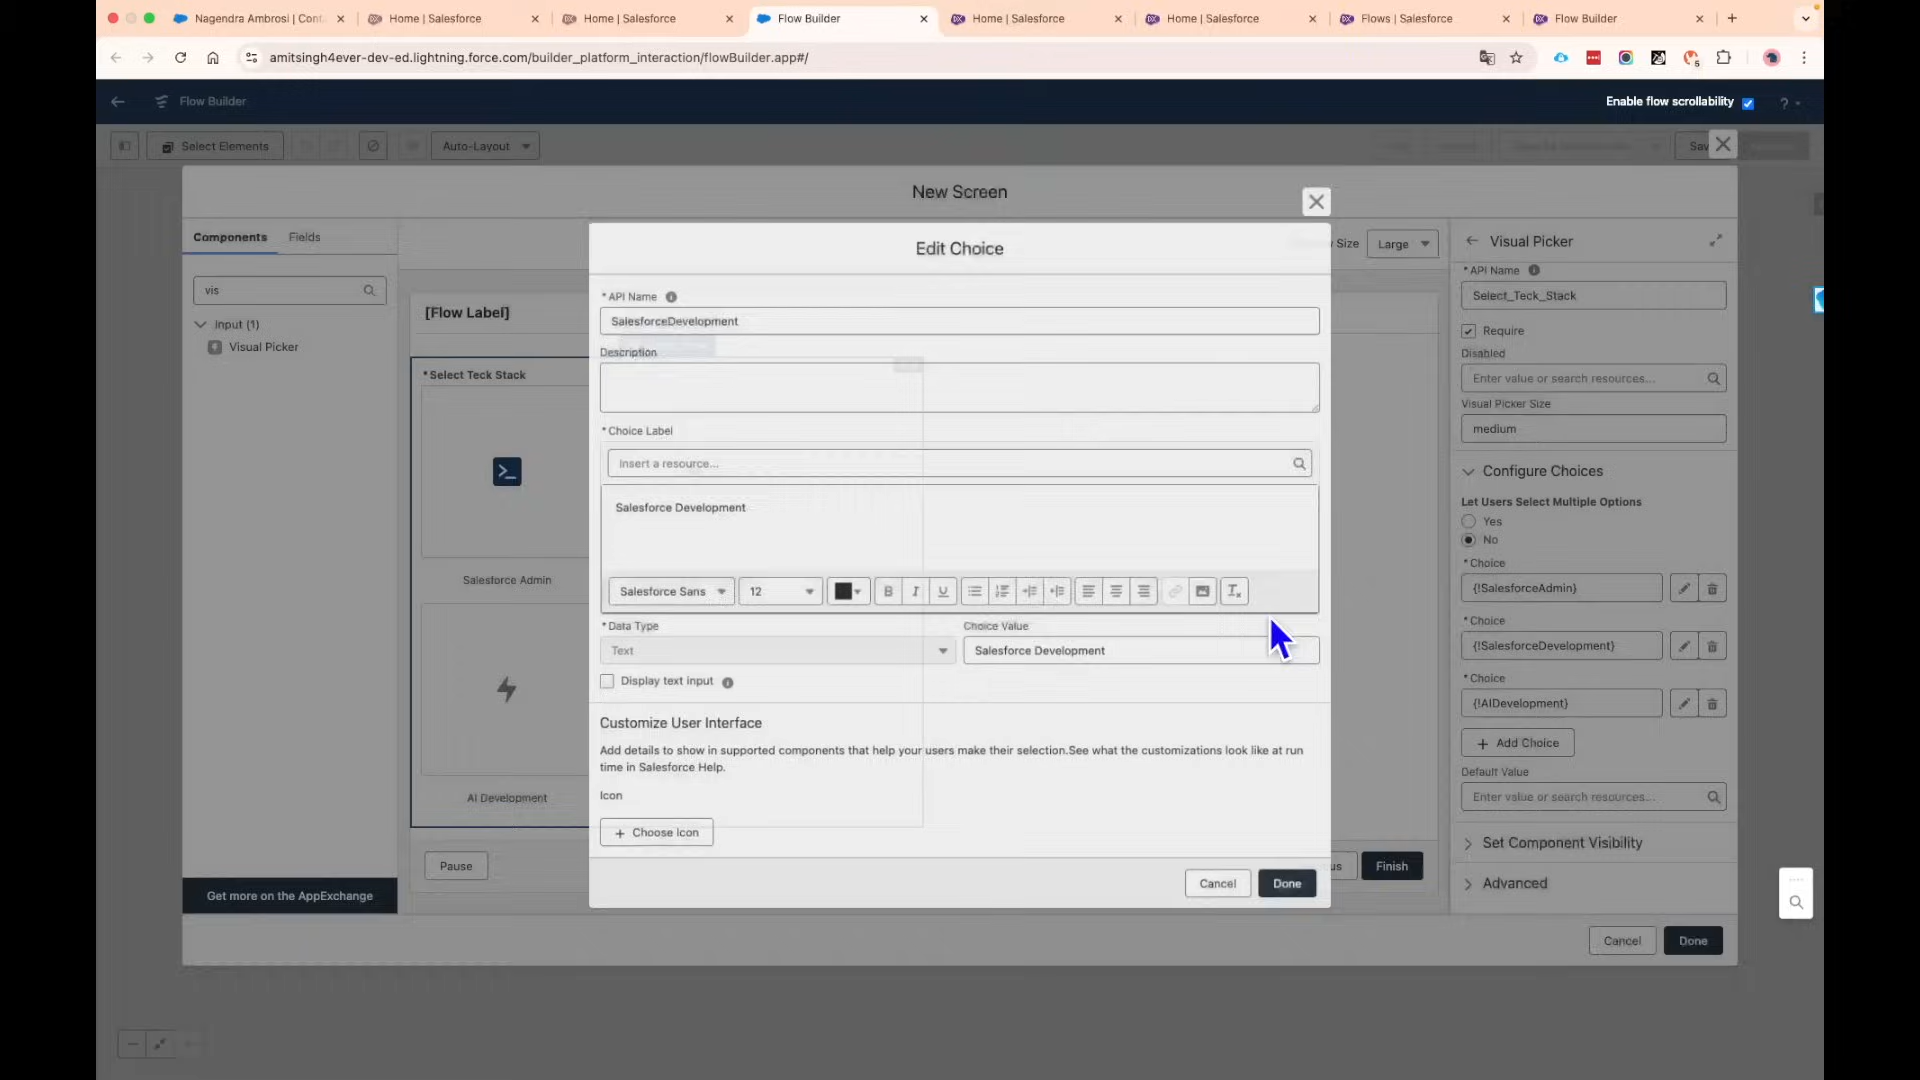 Nagendra Ambrosi | Cont
Home | Salesforce
Home | Salesforce
Flow Builder
Home | Salesforce
Home | Salesforce
Flows | Salesforce
Flow Builder
amitsingh4ever-dev-ed.lightning.force.com/builder_platform_interaction/flowBuilder.app#/
Flow Builder
Enable flow scrollability
?
Select Elements
Auto-Layout
Sav
New Screen
Components
Fields
vis
Input (1)
Visual Picker
Get more on the AppExchange
Size
Large
[Flow Label]
* Select Teck Stack
Salesforce Admin
AI Development
Pause
us
Finish
Edit Choice
* API Name
SalesforceDevelopment
Description
* Choice Label
Insert a resource...
Salesforce Development
Salesforce Sans
12
B
I
U
* Data Type
Choice Value
Text
Salesforce Development
Display text input
Customize User Interface
Add details to show in supported components that help your users make their selection.See what the customizations look like at run
time in Salesforce Help.
Icon
+ Choose Icon
Cancel
Done
Visual Picker
* API Name
Select_Teck_Stack
Require
Disabled
Enter value or search resources...
Visual Picker Size
medium
Configure Choices
Let Users Select Multiple Options
Yes
No
* Choice
{!SalesforceAdmin}
* Choice
{!SalesforceDevelopment}
* Choice
{!AIDevelopment}
+ Add Choice
Default Value
Enter value or search resources...
Set Component Visibility
Advanced
Cancel
Done